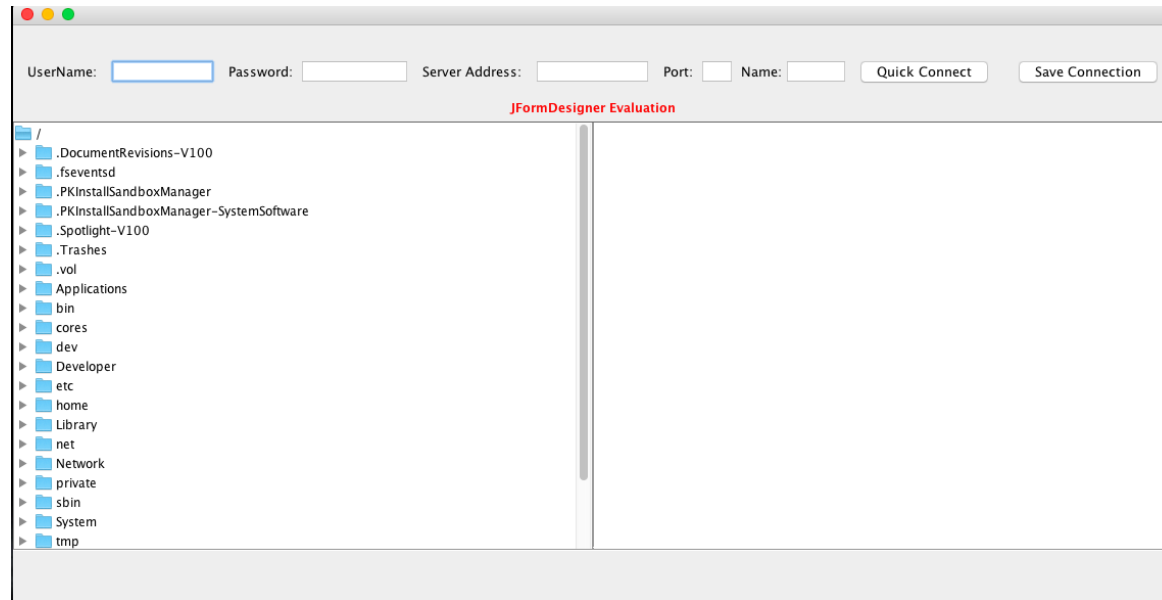 UserName: Password: Server Address: Port: Name: Quick Connect Save Connection
JFormDesigner Evaluation
/
.DocumentRevisions-V100
.fseventsd
.PKInstallSandboxManager
.PKInstallSandboxManager-SystemSoftware
.Spotlight-V100
.Trashes
.vol
Applications
bin
cores
dev
Developer
etc
home
Library
net
Network
private
sbin
System
tmp